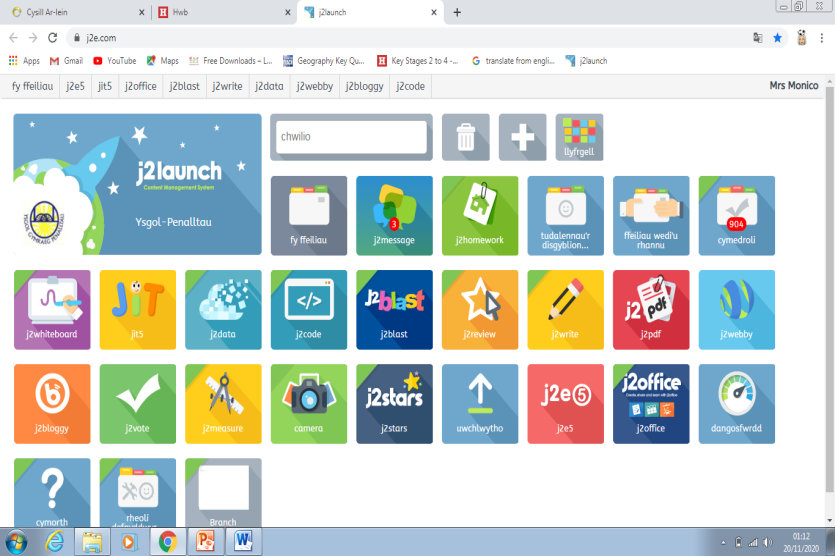 Cysill Ar-lein
Hwb
j2launch
j2e.com
Apps
Gmail
YouTube
Maps
Free Downloads – L...
Geography Key Qu...
Key Stages 2 to 4 -...
translate from engli...
j2launch
fy ffeiliau
j2e5
jit5
j2office
j2blast
j2write
j2data
j2webby
j2bloggy
j2code
Mrs Monico
j2launch
Content Management System
Ysgol-Penalltau
chwilio
llyfrgell
fy ffeiliau
3
j2message
j2homework
tudalennau'r
disgyblion...
ffeiliau wedi'u
rhannu
904
cymedroli
j2whiteboard
JiT
jit5
j2data
j2code
j2blast
j2blast
j2review
j2write
j2 pdf
j2pdf
j2webby
j2bloggy
j2vote
j2measure
camera
j2stars
j2stars
uwchlwytho
j2e5
j2e5
j2office
j2office
dangosfwrdd
cymorth
rheoli
Branch
01:12
20/11/2020